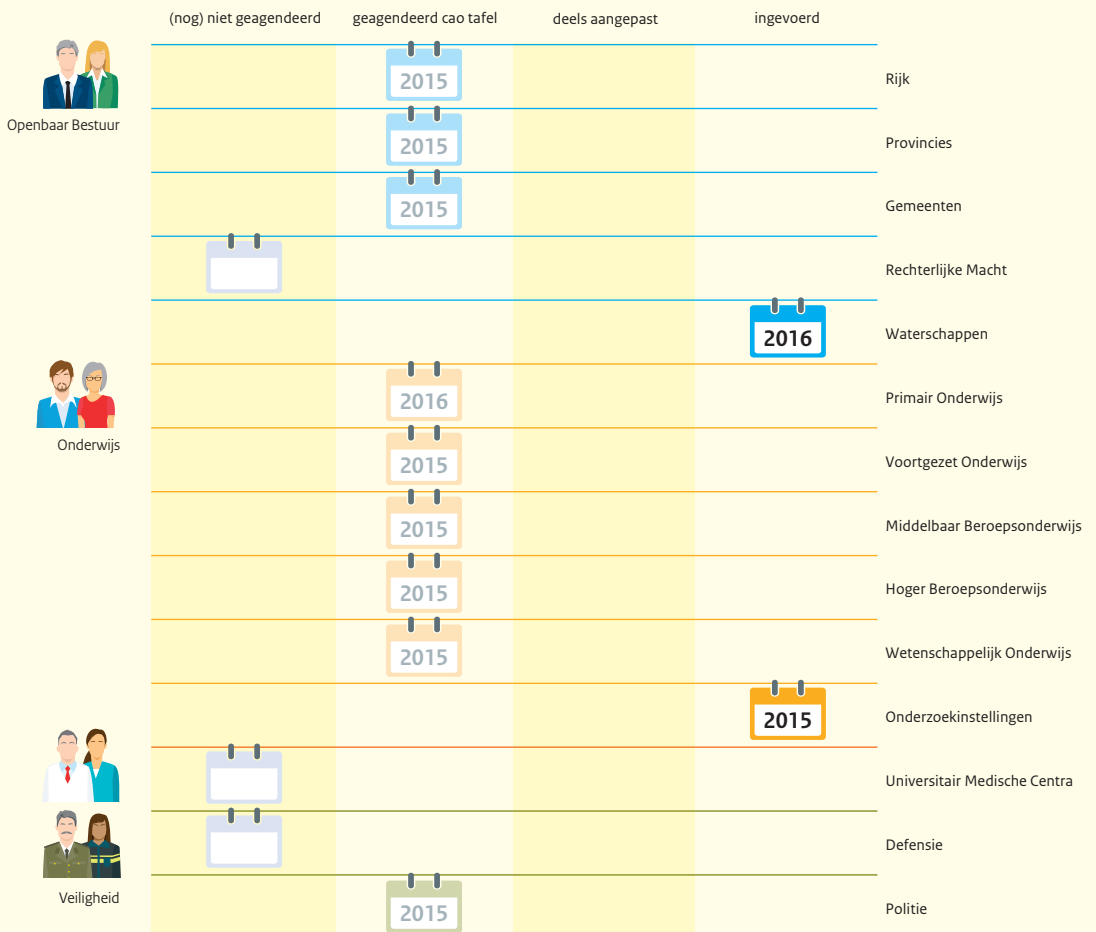 (nog) niet geagendeerd geagendeerd cao tafel deels aangepast ingevoerd
2015 Rijk
Openbaar Bestuur
2015 Provincies
2015 Gemeenten
Rechterlijke Macht
2016 Waterschappen
2016 Primair Onderwijs
Onderwijs
2015 Voortgezet Onderwijs
2015 Middelbaar Beroepsonderwijs
2015 Hoger Beroepsonderwijs
2015 Wetenschappelijk Onderwijs
2015 Onderzoekinstellingen
Universitair Medische Centra
Defensie
Veiligheid
2015 Politie